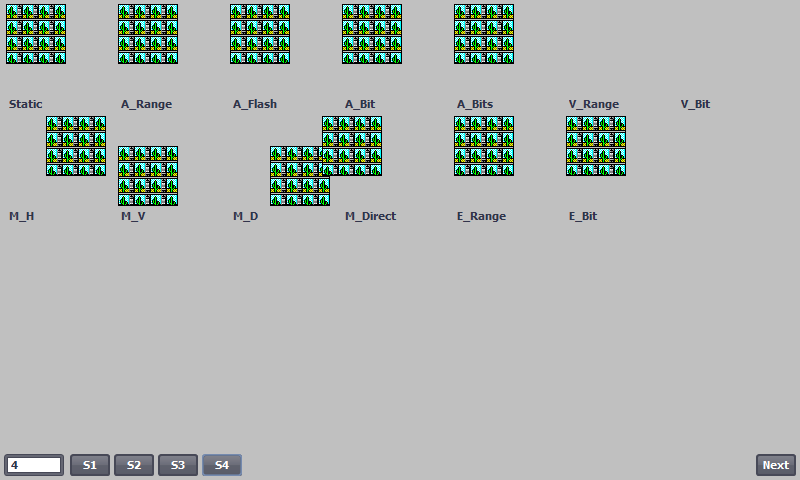 Static A_Range A_Flash A_Bit A_Bits V_Range V_Bit
M_H M_V M_D M_Direct E_Range E_Bit
4 S1 S2 S3 S4 Next